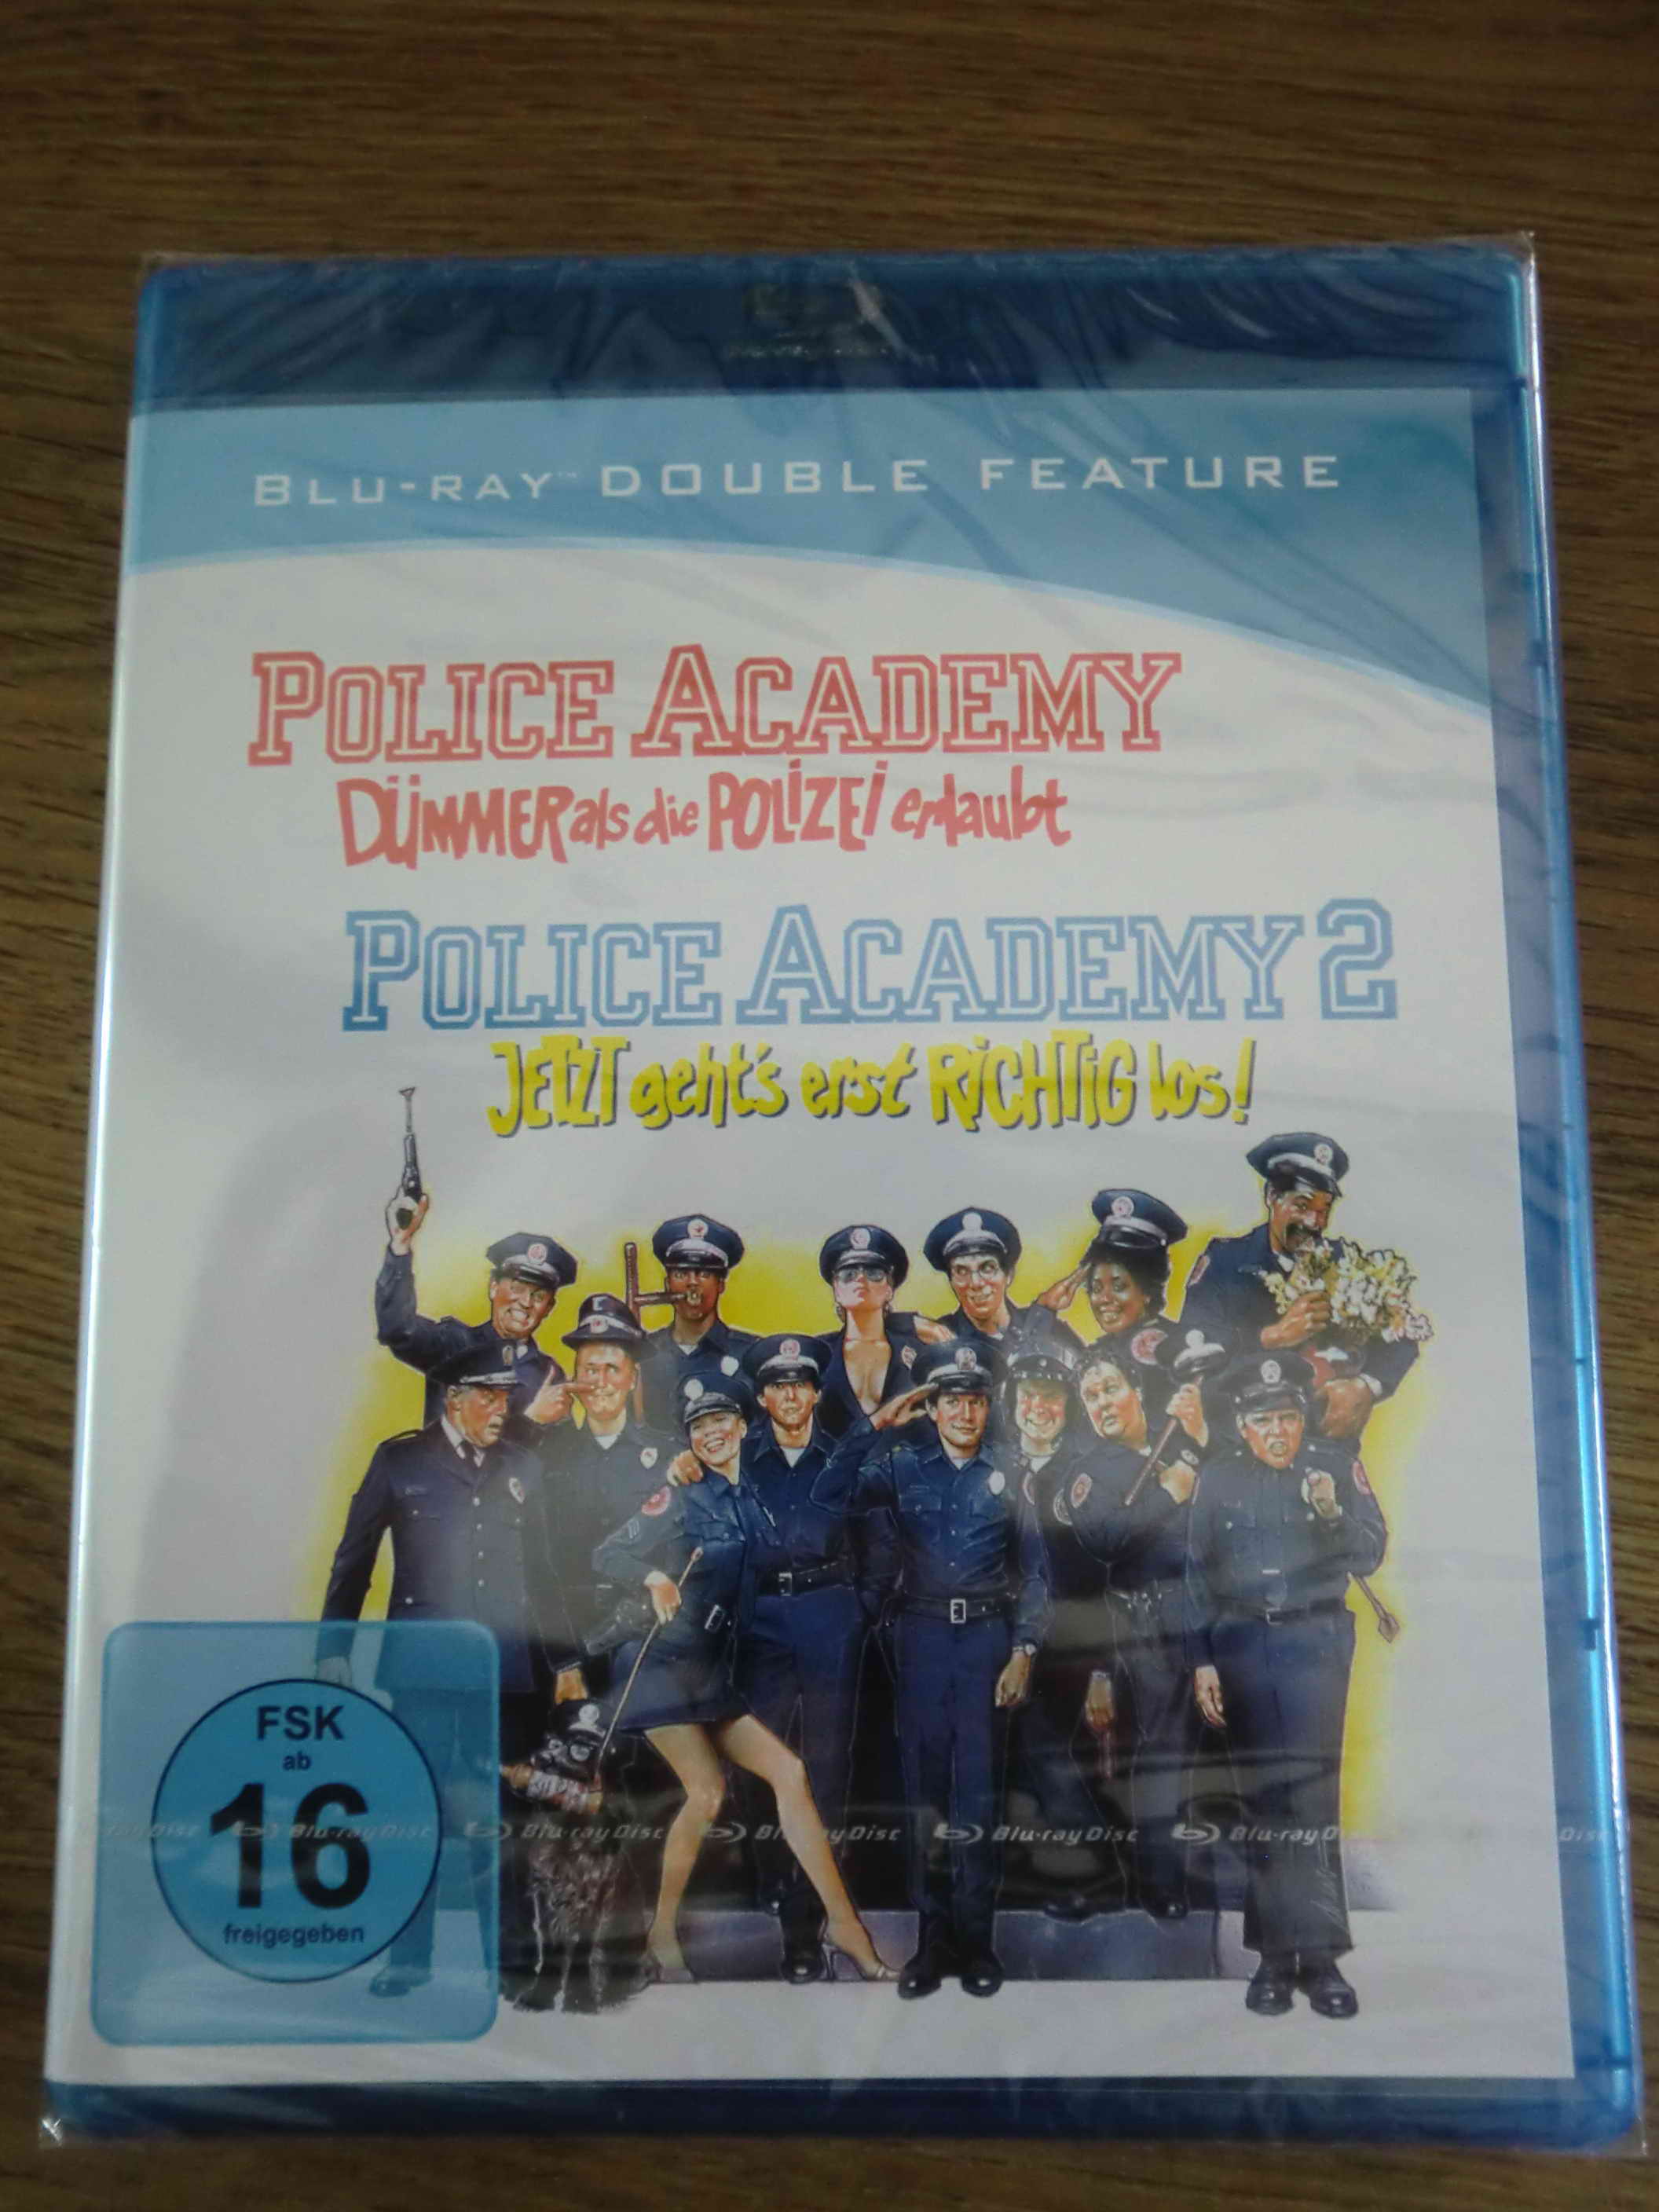 BLU-RAY™ DOUBLE FEATURE
POLICE ACADEMY
DÜMMER als die POLIZEI erlaubt
POLICE ACADEMY 2
JETZT geht's erst RICHTIG los!
FSK
ab
16
freigegeben
Blu-ray Disc Blu-ray Disc Blu-ray Disc Blu-ray Disc